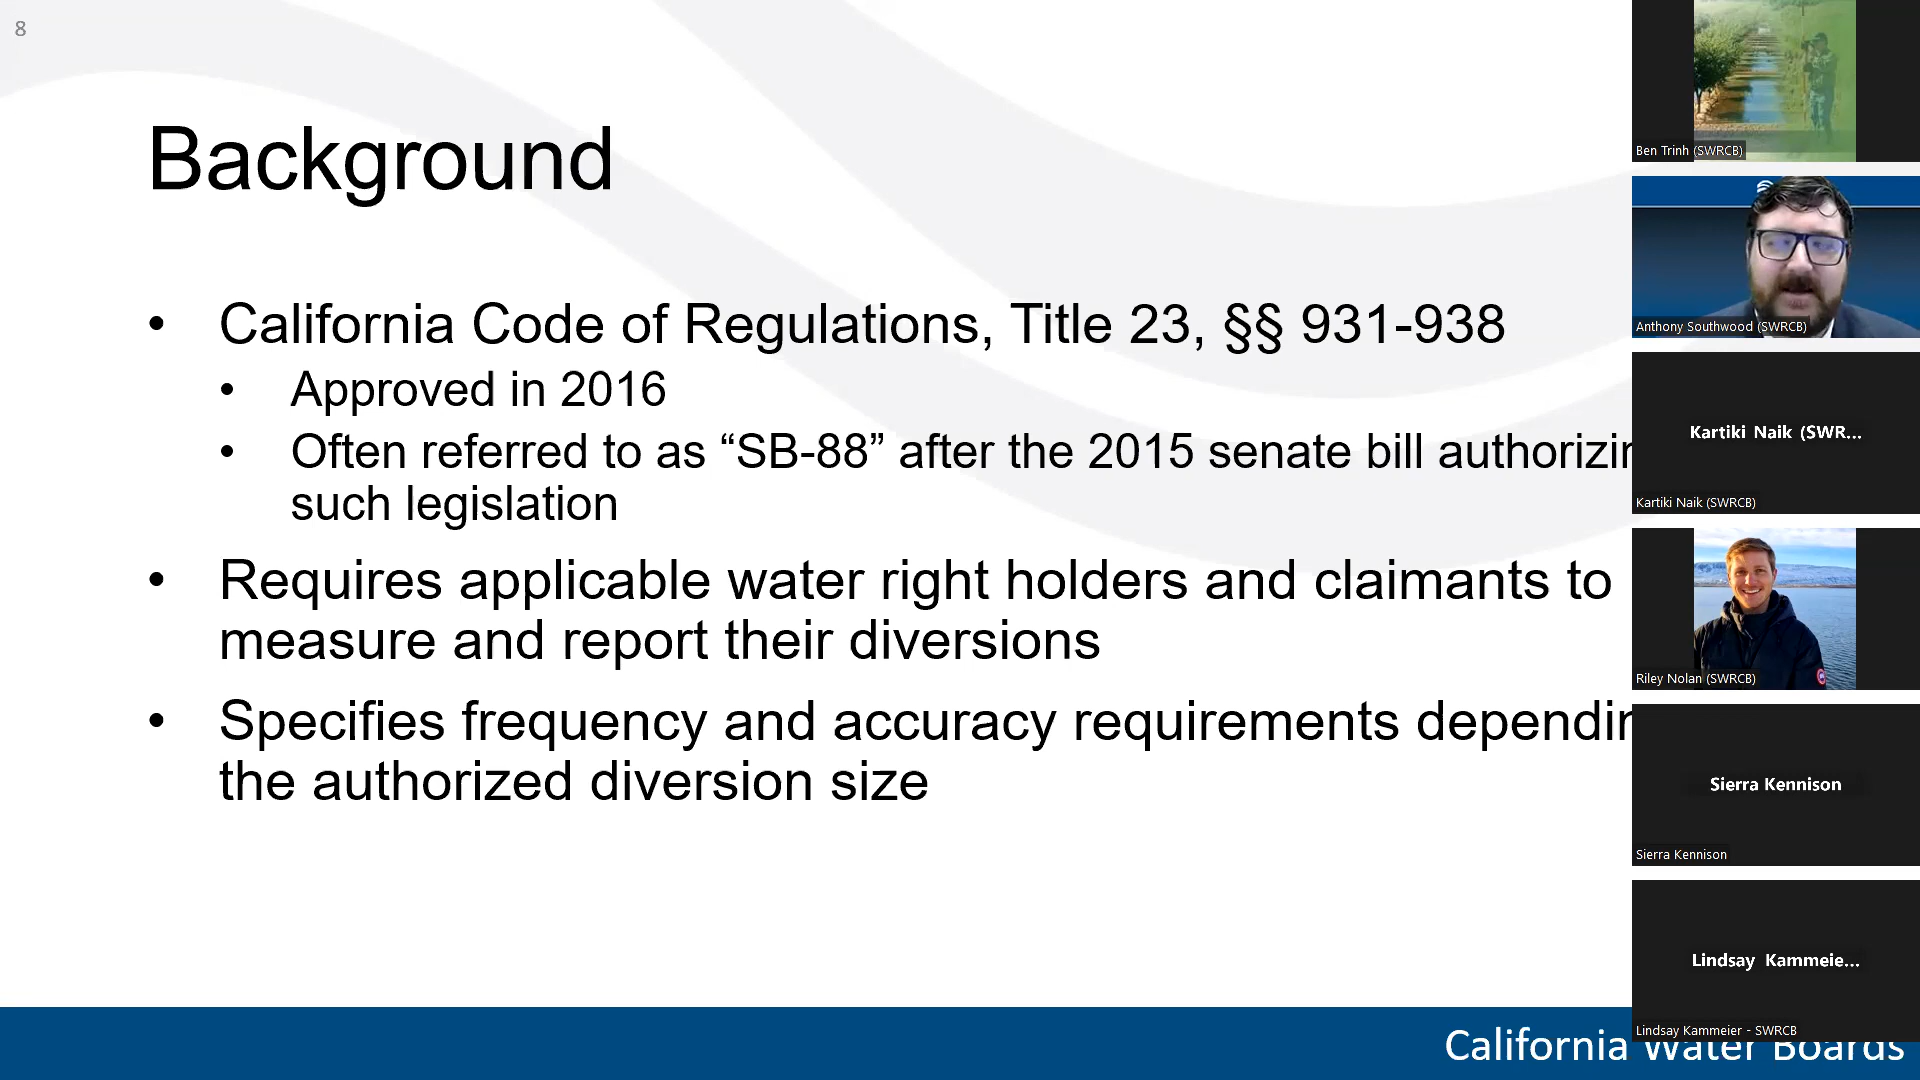 8
Background
• California Code of Regulations, Title 23, §§ 931-938
• Approved in 2016
• Often referred to as “SB-88” after the 2015 senate bill
such legislation
• Requires applicable water right holders and claimants to
measure and report their diversions
• Specifies frequency and accuracy requirements
the authorized diversion size
California Water Boards
Ben Trinh (SWRCB)
Anthony Southwood (SWRCB)
Kartiki Naik (SWR...
Kartiki Naik (SWRCB)
Riley Nolan (SWRCB)
Sierra Kennison
Sierra Kennison
Lindsay Kammeie...
Lindsay Kammeier - SWRCB